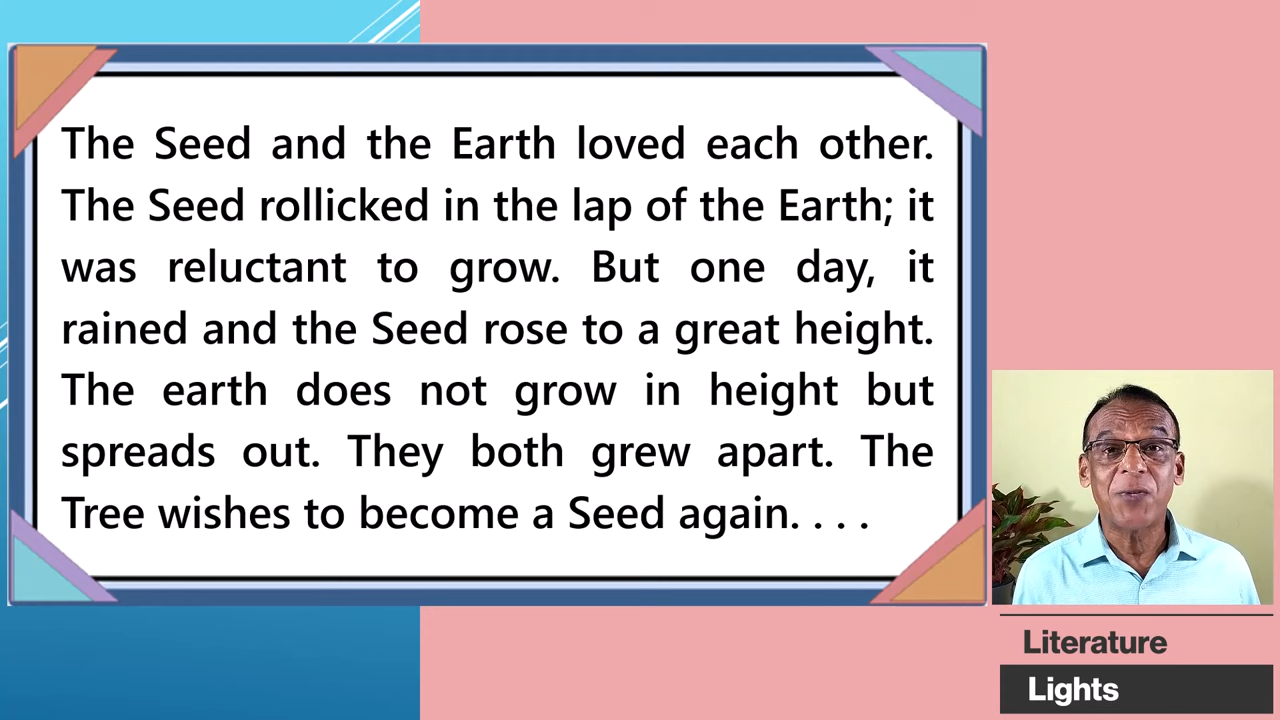 The Seed and the Earth loved each other.
The Seed rollicked in the lap of the Earth; it
was reluctant to grow. But one day, it
rained and the Seed rose to a great height.
The earth does not grow in height but
spreads out. They both grew apart. The
Tree wishes to become a Seed again. . . .
Literature
Lights